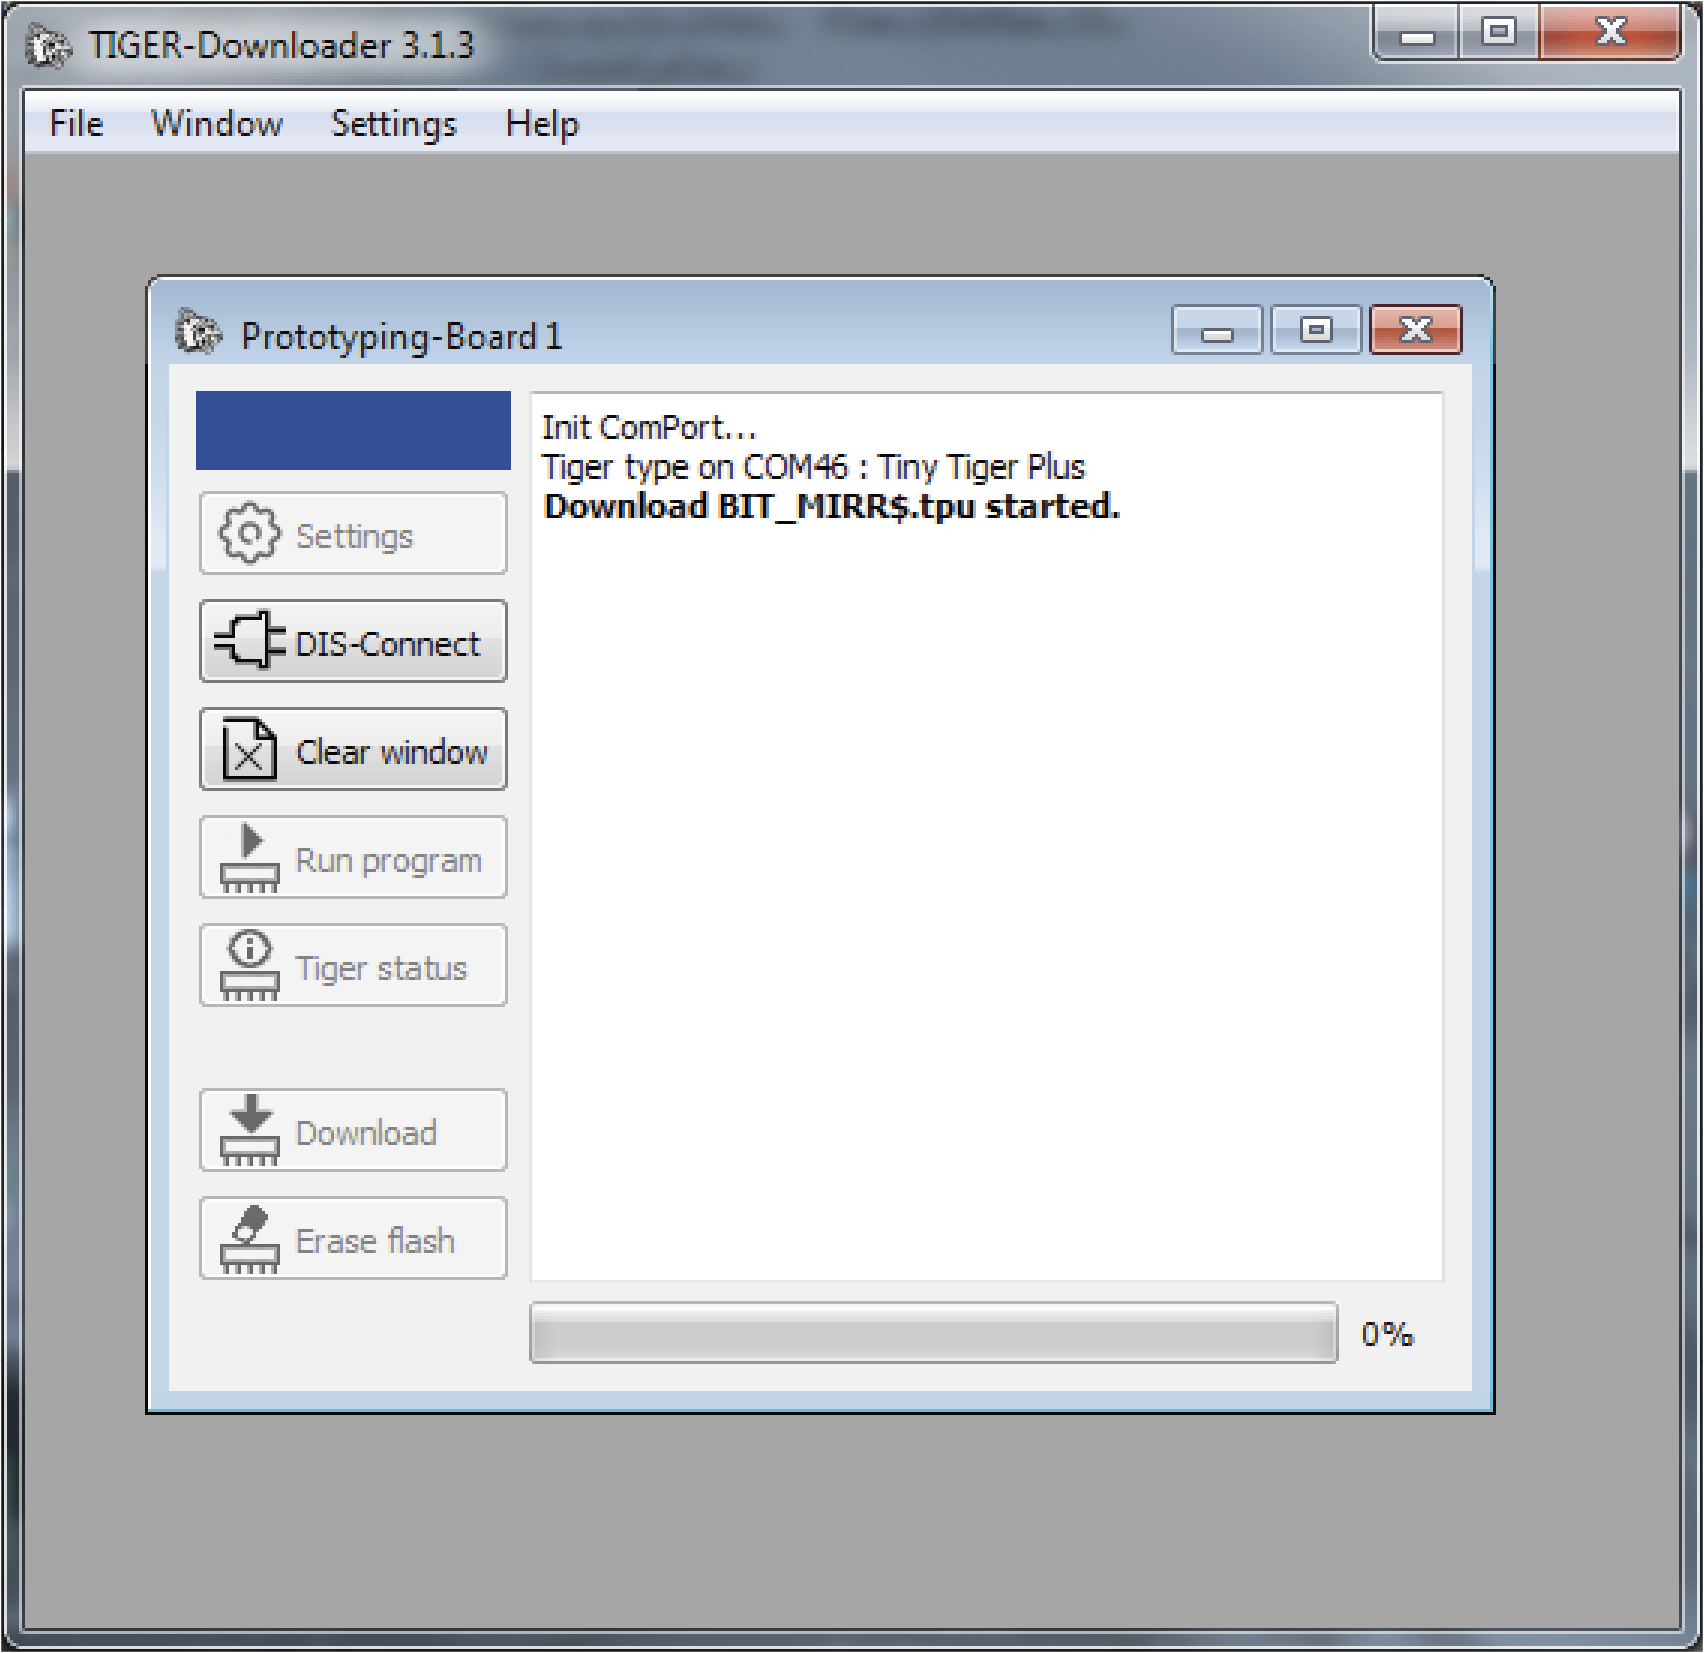 TIGER-Downloader 3.1.3
File Window Settings Help
Prototyping-Board 1
Init ComPort...
Tiger type on COM46 : Tiny Tiger Plus
Download BIT_MIRR$.tpu started.
Settings
DIS-Connect
Clear window
Run program
Tiger status
Download
Erase flash
0%